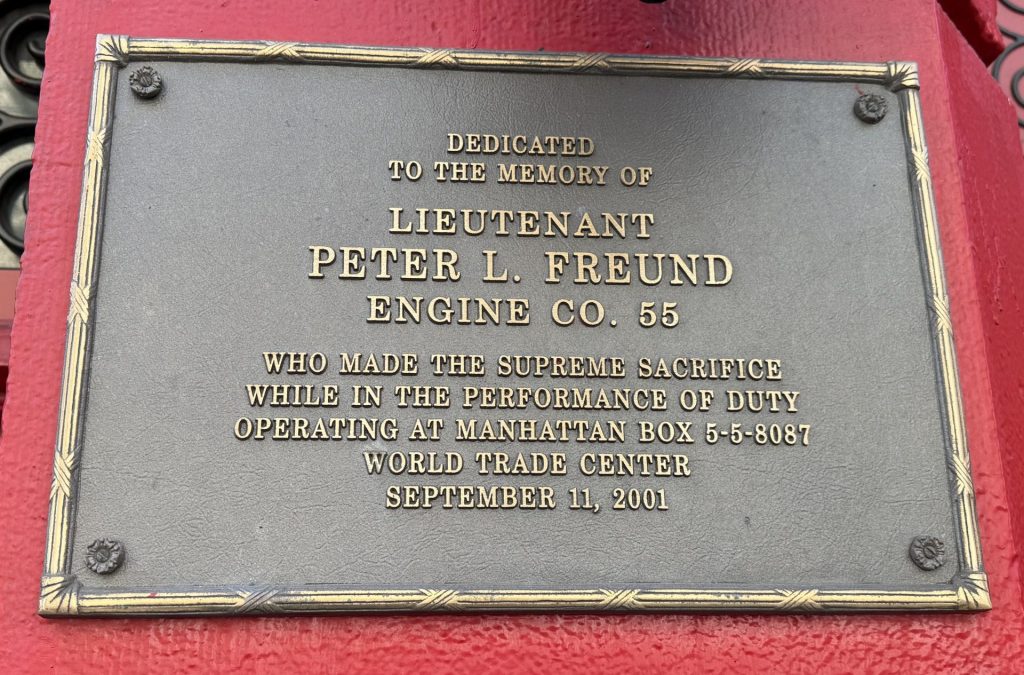 DEDICATED
TO THE MEMORY OF
LIEUTENANT
PETER L. FREUND
ENGINE CO. 55
WHO MADE THE SUPREME SACRIFICE
WHILE IN THE PERFORMANCE OF DUTY
OPERATING AT MANHATTAN BOX 5-5-8087
WORLD TRADE CENTER
SEPTEMBER 11, 2001